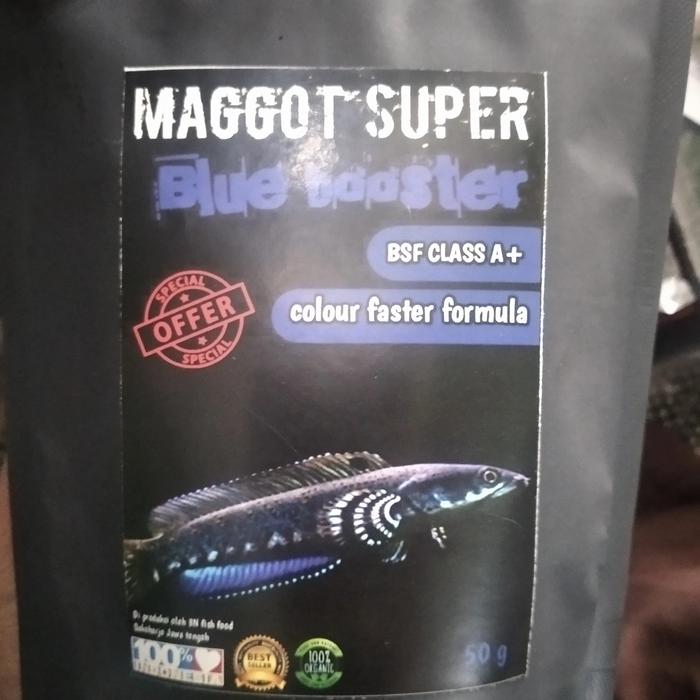 MAGGOT SUPER
Blue booster
BSF CLASS A+
colour faster formula
SPECIAL
OFFER
SPECIAL
Di produksi oleh BN fish food
Sukoharjo Jawa tengah
100%
INDONESIA
BEST
SELLER
100%
ORGANIC
50 g